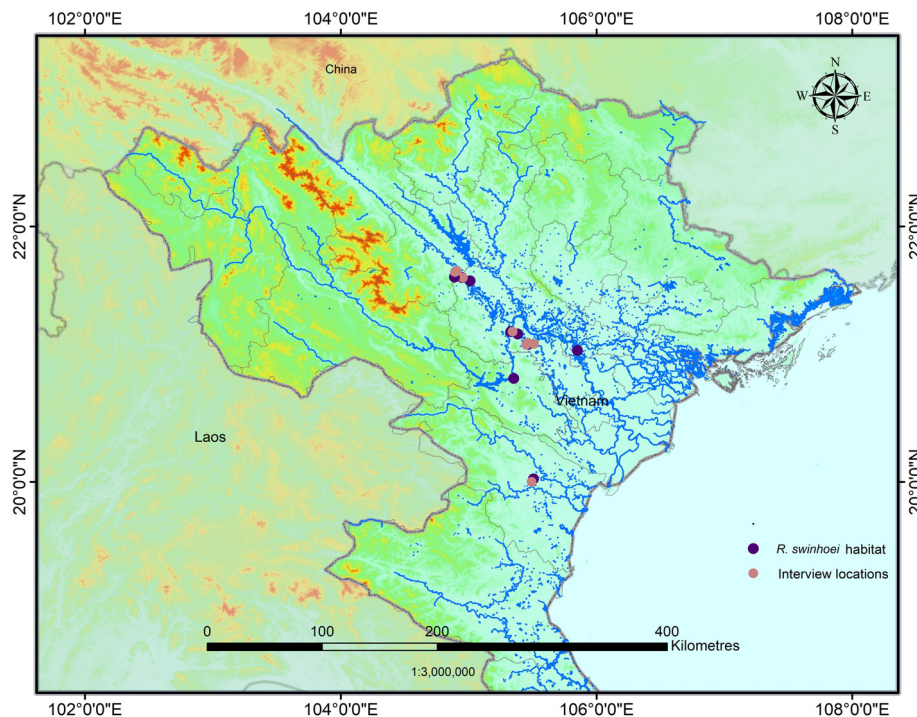 102°0'0"E 104°0'0"E 106°0'0"E 108°0'0"E
China
N
W E
S
22°0'0"N 22°0'0"N
Vietnam
Laos
20°0'0"N 20°0'0"N
R. swinhoei habitat
Interview locations
0 100 200 400
Kilometres
1:3,000,000
102°0'0"E 104°0'0"E 106°0'0"E 108°0'0"E